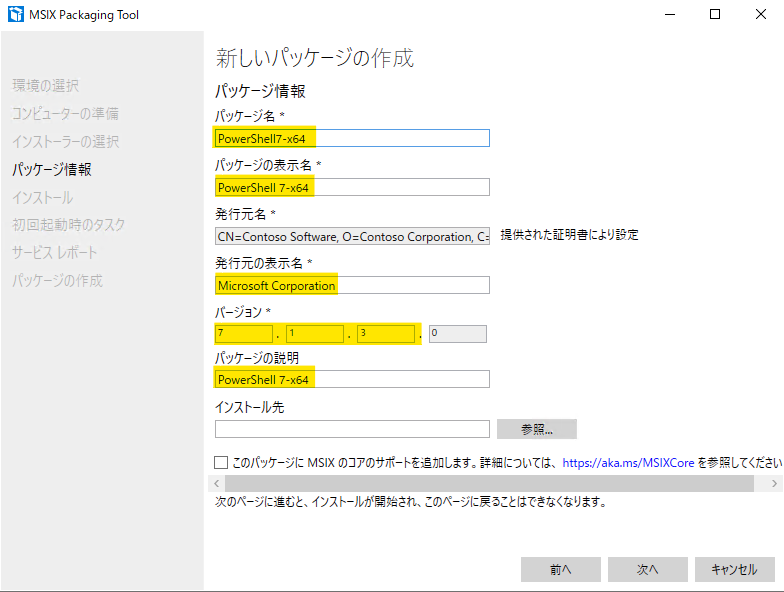 MSIX Packaging Tool
新しいパッケージの作成
環境の選択
コンピューターの準備
インストーラーの選択
パッケージ情報
インストール
初回起動時のタスク
サービス レポート
パッケージの作成
パッケージ情報
パッケージ名 *
PowerShell7-x64
パッケージの表示名 *
PowerShell 7-x64
発行元名 *
CN=Contoso Software, O=Contoso Corporation, C= 提供された証明書により設定
発行元の表示名 *
Microsoft Corporation
バージョン *
7 . 1 . 3 . 0
パッケージの説明
PowerShell 7-x64
インストール先
参照...
このパッケージに MSIX のコアのサポートを追加します。詳細については、 https://aka.ms/MSIXCore を参照してください
次のページに進むと、インストールが開始され、このページに戻ることはできなくなります。
前へ 次へ キャンセル